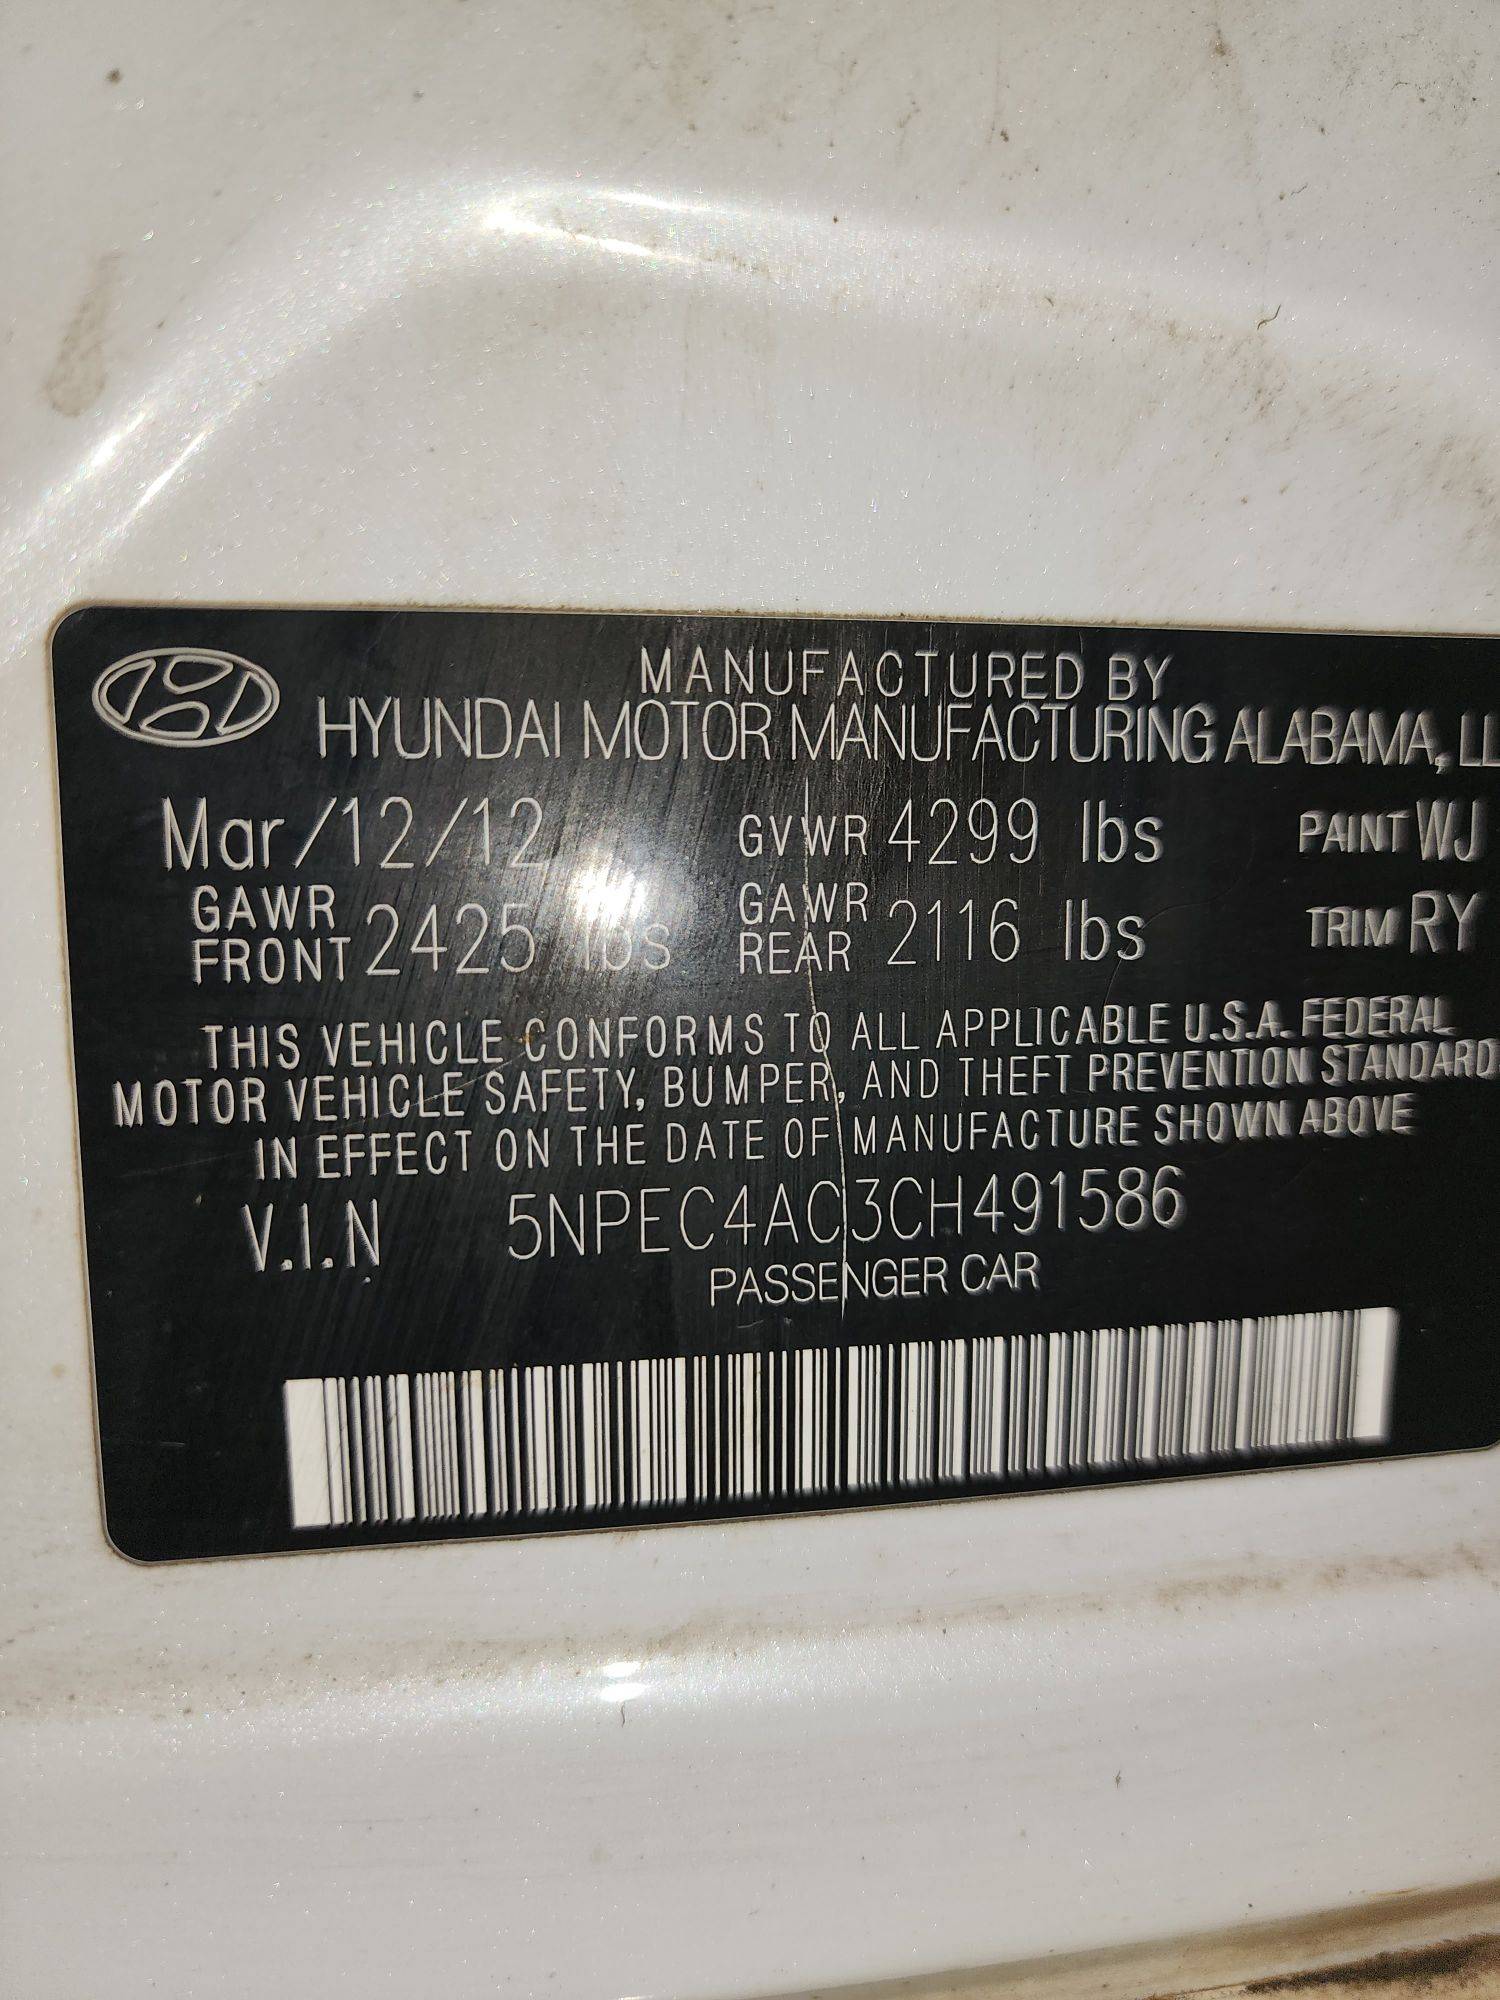 MANUFACTURED BY
HYUNDAI MOTOR MANUFACTURING ALABAMA, LL
Mar/12/12 GVWR 4299 lbs PAINT WJ
GAWR FRONT 2425 lbs GAWR REAR 2116 lbs TRIM RY
THIS VEHICLE CONFORMS TO ALL APPLICABLE U.S.A. FEDERAL
MOTOR VEHICLE SAFETY, BUMPER, AND THEFT PREVENTION STANDARD
IN EFFECT ON THE DATE OF MANUFACTURE SHOWN ABOVE
V.I.N 5NPEC4AC3CH491586
PASSENGER CAR